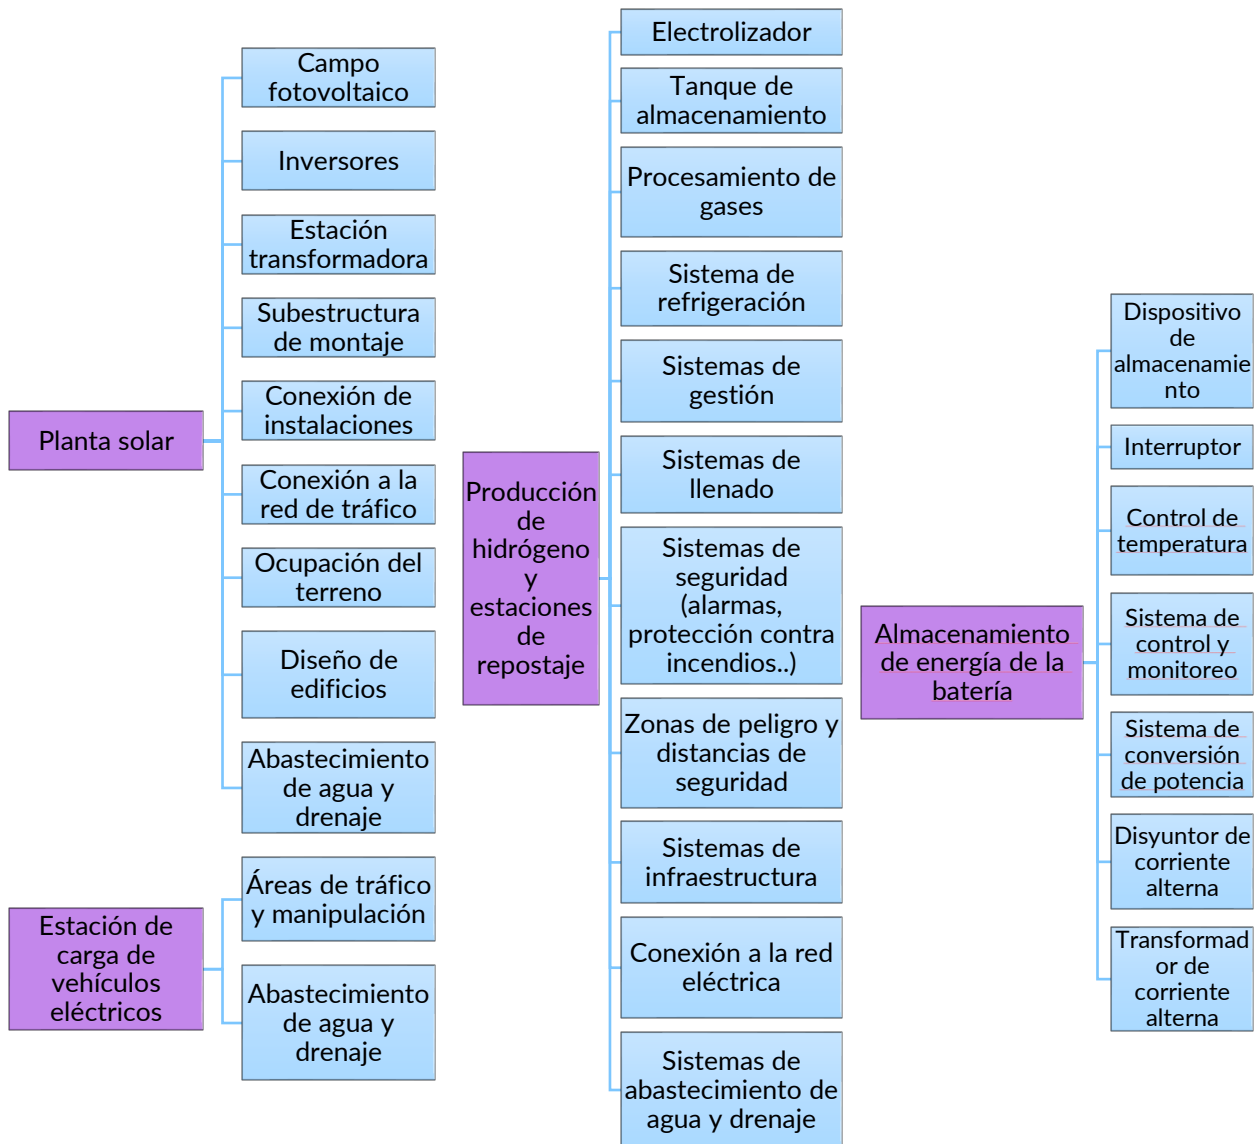 Planta solar
Campo
fotovoltaico
Inversores
Estación
transformadora
Subestructura
de montaje
Conexión de
instalaciones
Conexión a la
red de tráfico
Ocupación del
terreno
Diseño de
edificios
Abastecimiento
de agua y
drenaje
Estación de
carga de
vehículos
eléctricos
Áreas de tráfico
y manipulación
Abastecimiento
de agua y
drenaje
Producción
de
hidrógeno
y
estaciones
de
repostaje
Electrolizador
Tanque de
almacenamiento
Procesamiento de
gases
Sistema de
refrigeración
Sistemas de
gestión
Sistemas de
llenado
Sistemas de
seguridad
(alarmas,
protección contra
incendios..)
Zonas de peligro y
distancias de
seguridad
Sistemas de
infraestructura
Conexión a la red
eléctrica
Sistemas de
abastecimiento de
agua y drenaje
Almacenamiento
de energía de la
batería
Dispositivo
de
almacenamie
nto
Interruptor
Control de
temperatura
Sistema de
control y
monitoreo
Sistema de
conversión
de potencia
Disyuntor de
corriente
alterna
Transformad
or de
corriente
alterna